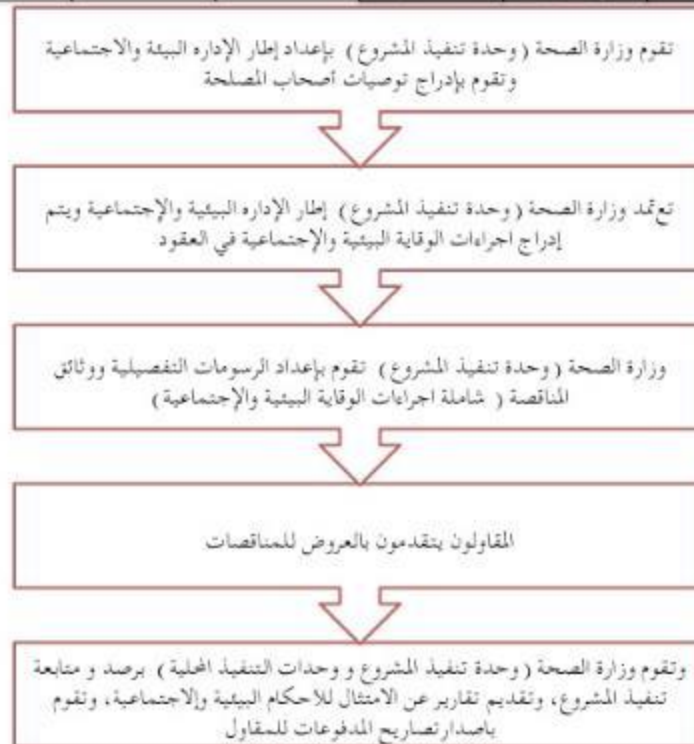 تقوم وزارة الصحة ( وحدة تنفيذ المشروع ) بإعداد إطار الإداره البيئة والاجتماعية
وتقوم بإدراج توصيات أصحاب المصلحة
تعتمد وزارة الصحة ( وحدة تنفيذ المشروع ) إطار الإداره البيئية والإجتماعية ويتم
إدراج اجراءات الوقاية البيئية والإجتماعية في العقود
وزارة الصحة ( وحدة تنفيذ المشروع ) تقوم بإعداد الرسومات التفصيلية ووثائق
المناقصة ( شاملة اجراءات الوقاية البيئية والإجتماعية )
المقاولون يتقدمون بالعروض للمناقصات
وتقوم وزارة الصحة ( وحدة تنفيذ المشروع و وحدات التنفيذ المحلية ) برصد و متابعة
تنفيذ المشروع، وتقديم تقارير عن الامتثال للاحكام البيئية والاجتماعية، وتقوم
باصدار تصاريح المدفوعات للمقاول